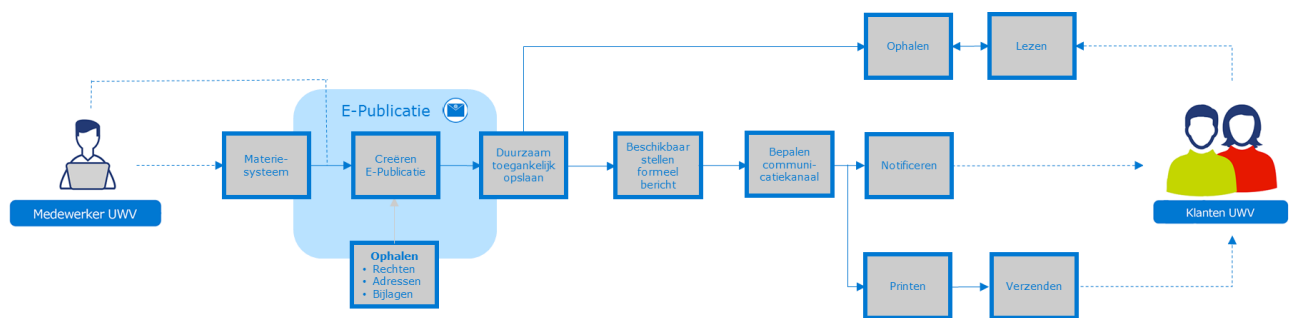 Ophalen
Lezen
E-Publicatie
Materie-
systeem
Creëren
E-Publicatie
Duurzaam
toegankelijk
opslaan
Beschikbaar
stellen
formeel
bericht
Bepalen
communi-
catiekanaal
Notificeren
Medewerker UWV
Klanten UWV
Ophalen
• Rechten
• Adressen
• Bijlagen
Printen
Verzenden